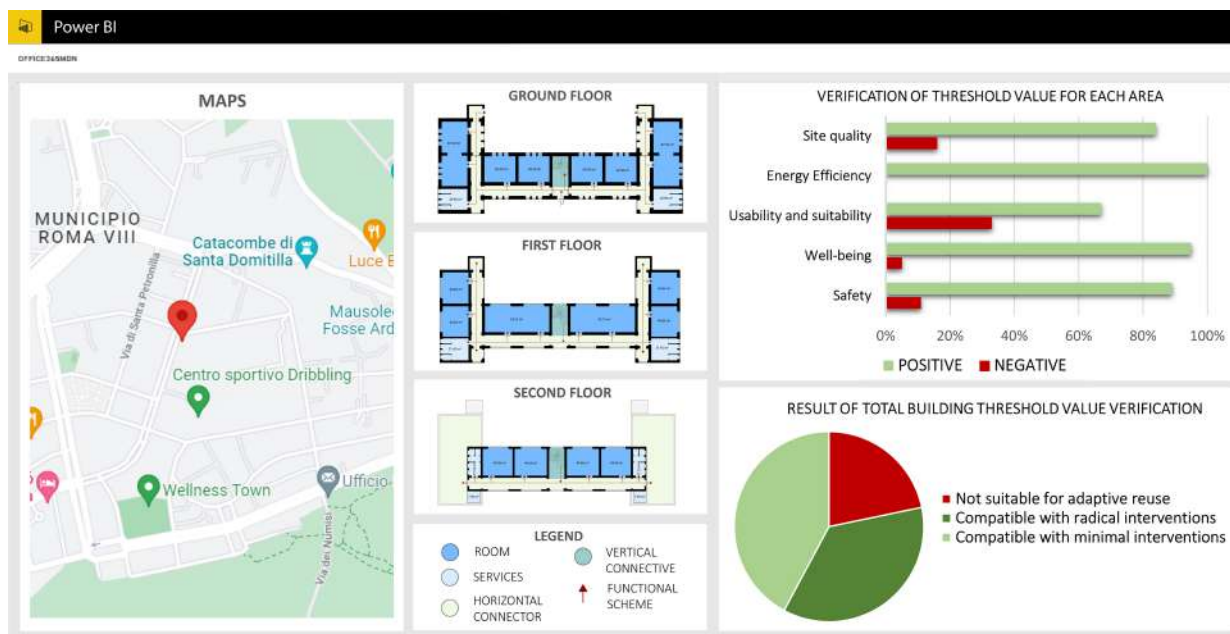 Power BI
OFFICE365MDN
MAPS
MUNICIPIO
ROMA VIII
Via di Santa Petronilla
Catacombe di
Santa Domitilla
Luce E
Mausole
Fosse Ard
Centro sportivo Dribbling
Wellness Town
Ufficio
Via dei Numisi
GROUND FLOOR
FIRST FLOOR
SECOND FLOOR
LEGEND
ROOM
SERVICES
HORIZONTAL
CONNECTOR
VERTICAL
CONNECTIVE
FUNCTIONAL
SCHEME
VERIFICATION OF THRESHOLD VALUE FOR EACH AREA
Site quality
Energy Efficiency
Usability and suitability
Well-being
Safety
0% 20% 40% 60% 80% 100%
POSITIVE NEGATIVE
RESULT OF TOTAL BUILDING THRESHOLD VALUE VERIFICATION
Not suitable for adaptive reuse
Compatible with radical interventions
Compatible with minimal interventions